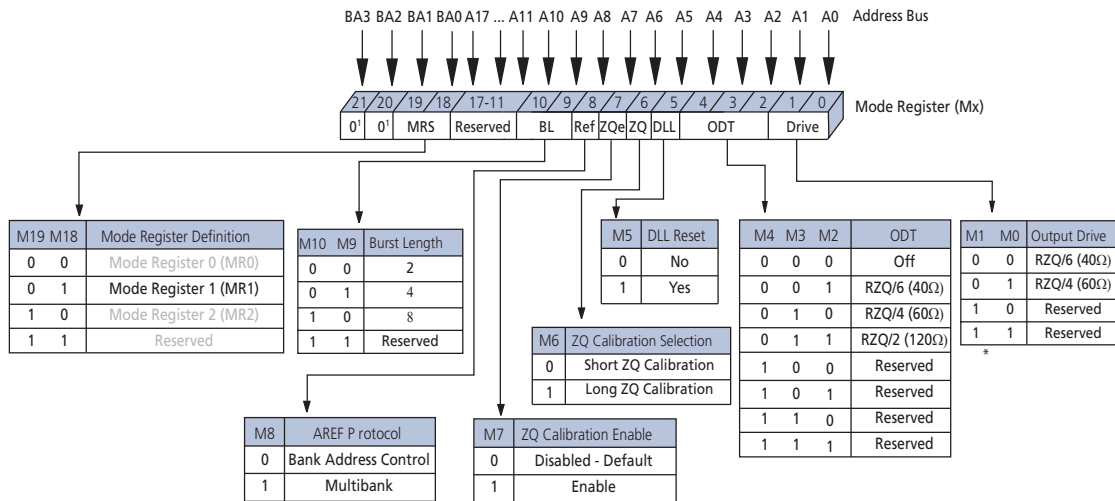 BA3 BA2 BA1 BA0 A17 ... A11 A10 A9 A8 A7 A6 A5 A4 A3 A2 A1 A0 Address Bus
21 20 19 18 17-11 10 9 8 7 6 5 4 3 2 1 0
Mode Register (Mx)
0¹ 0¹ MRS Reserved BL Ref ZQe ZQ DLL ODT Drive
M19 M18 Mode Register Definition
0 0 Mode Register 0 (MR0)
0 1 Mode Register 1 (MR1)
1 0 Mode Register 2 (MR2)
1 1 Reserved
M10 M9 Burst Length
0 0 2
0 1 4
1 0 8
1 1 Reserved
M5 DLL Reset
0 No
1 Yes
M4 M3 M2 ODT
0 0 0 Off
0 0 1 RZQ/6 (40Ω)
0 1 0 RZQ/4 (60Ω)
0 1 1 RZQ/2 (120Ω)
1 0 0 Reserved
1 0 1 Reserved
1 1 0 Reserved
1 1 1 Reserved
M1 M0 Output Drive
0 0 RZQ/6 (40Ω)
0 1 RZQ/4 (60Ω)
1 0 Reserved
1 1 Reserved
*
M6 ZQ Calibration Selection
0 Short ZQ Calibration
1 Long ZQ Calibration
M8 AREF P rotocol
0 Bank Address Control
1 Multibank
M7 ZQ Calibration Enable
0 Disabled - Default
1 Enable